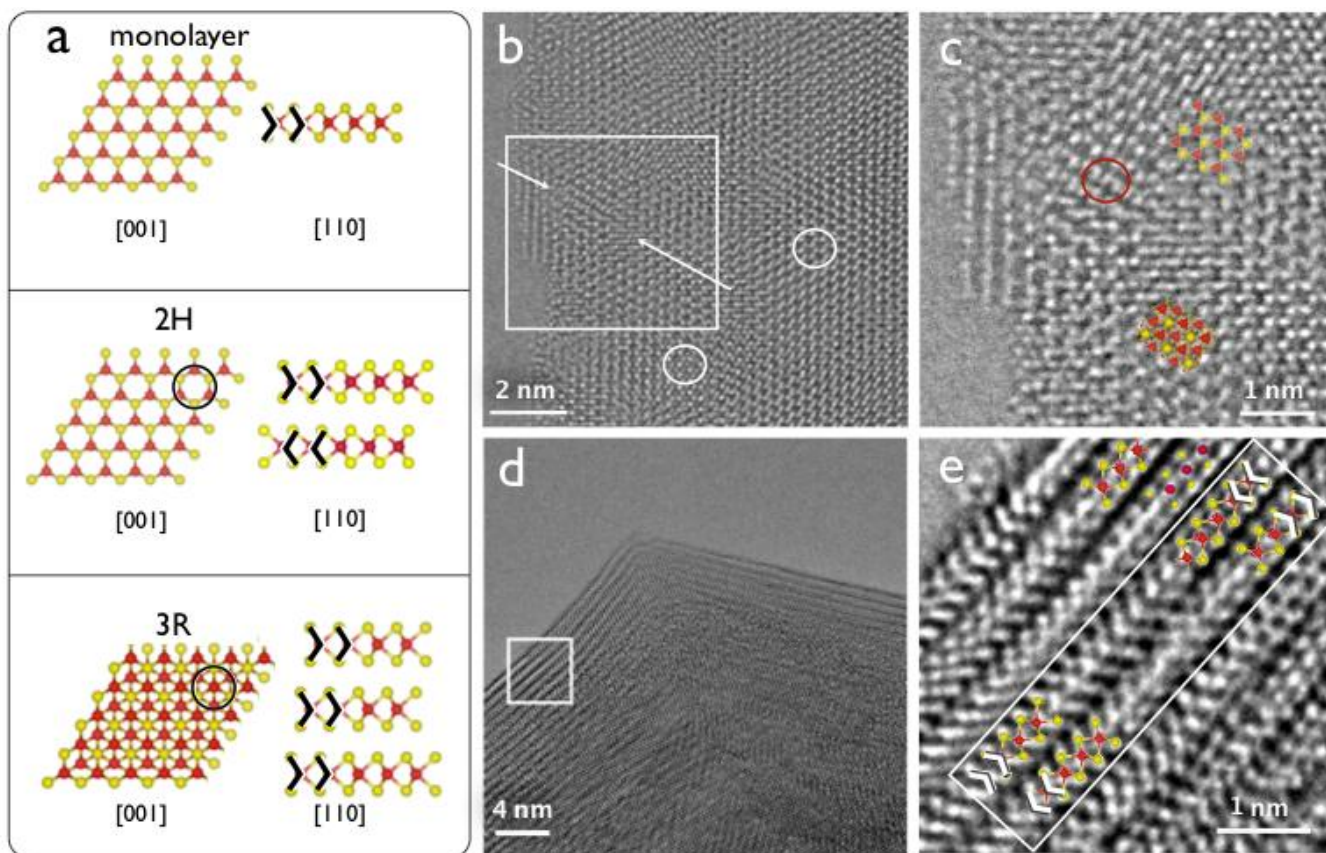 a
monolayer
[001] [110]
2H
[001] [110]
3R
[001] [110]
b
2 nm
c
1 nm
d
4 nm
e
1 nm